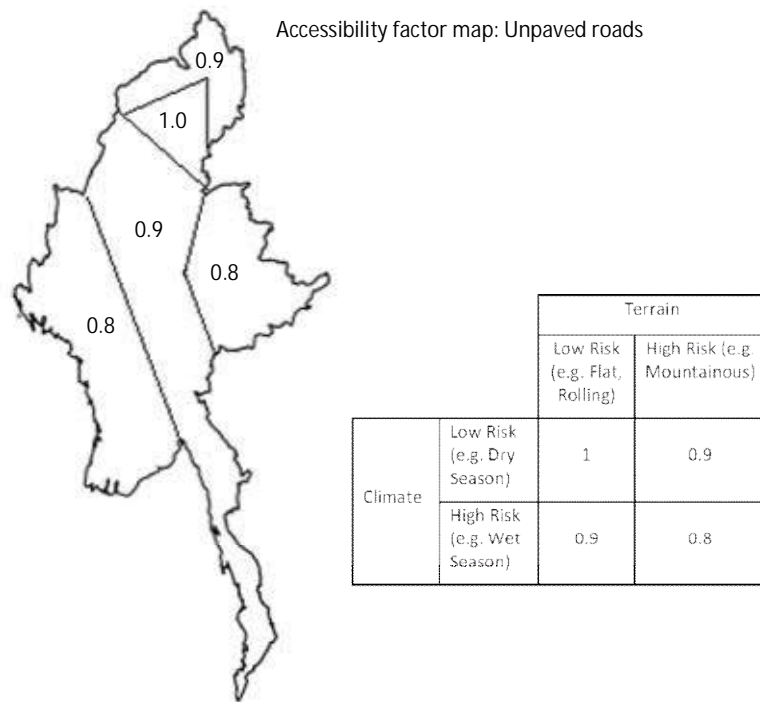 Accessibility factor map: Unpaved roads
0.9
1.0
0.9
0.8
0.8
Terrain
Low Risk
(e.g. Flat,
Rolling)
High Risk (e.g.
Mountainous)
Climate
Low Risk
(e.g. Dry
Season)
1
0.9
High Risk
(e.g. Wet
Season)
0.9
0.8